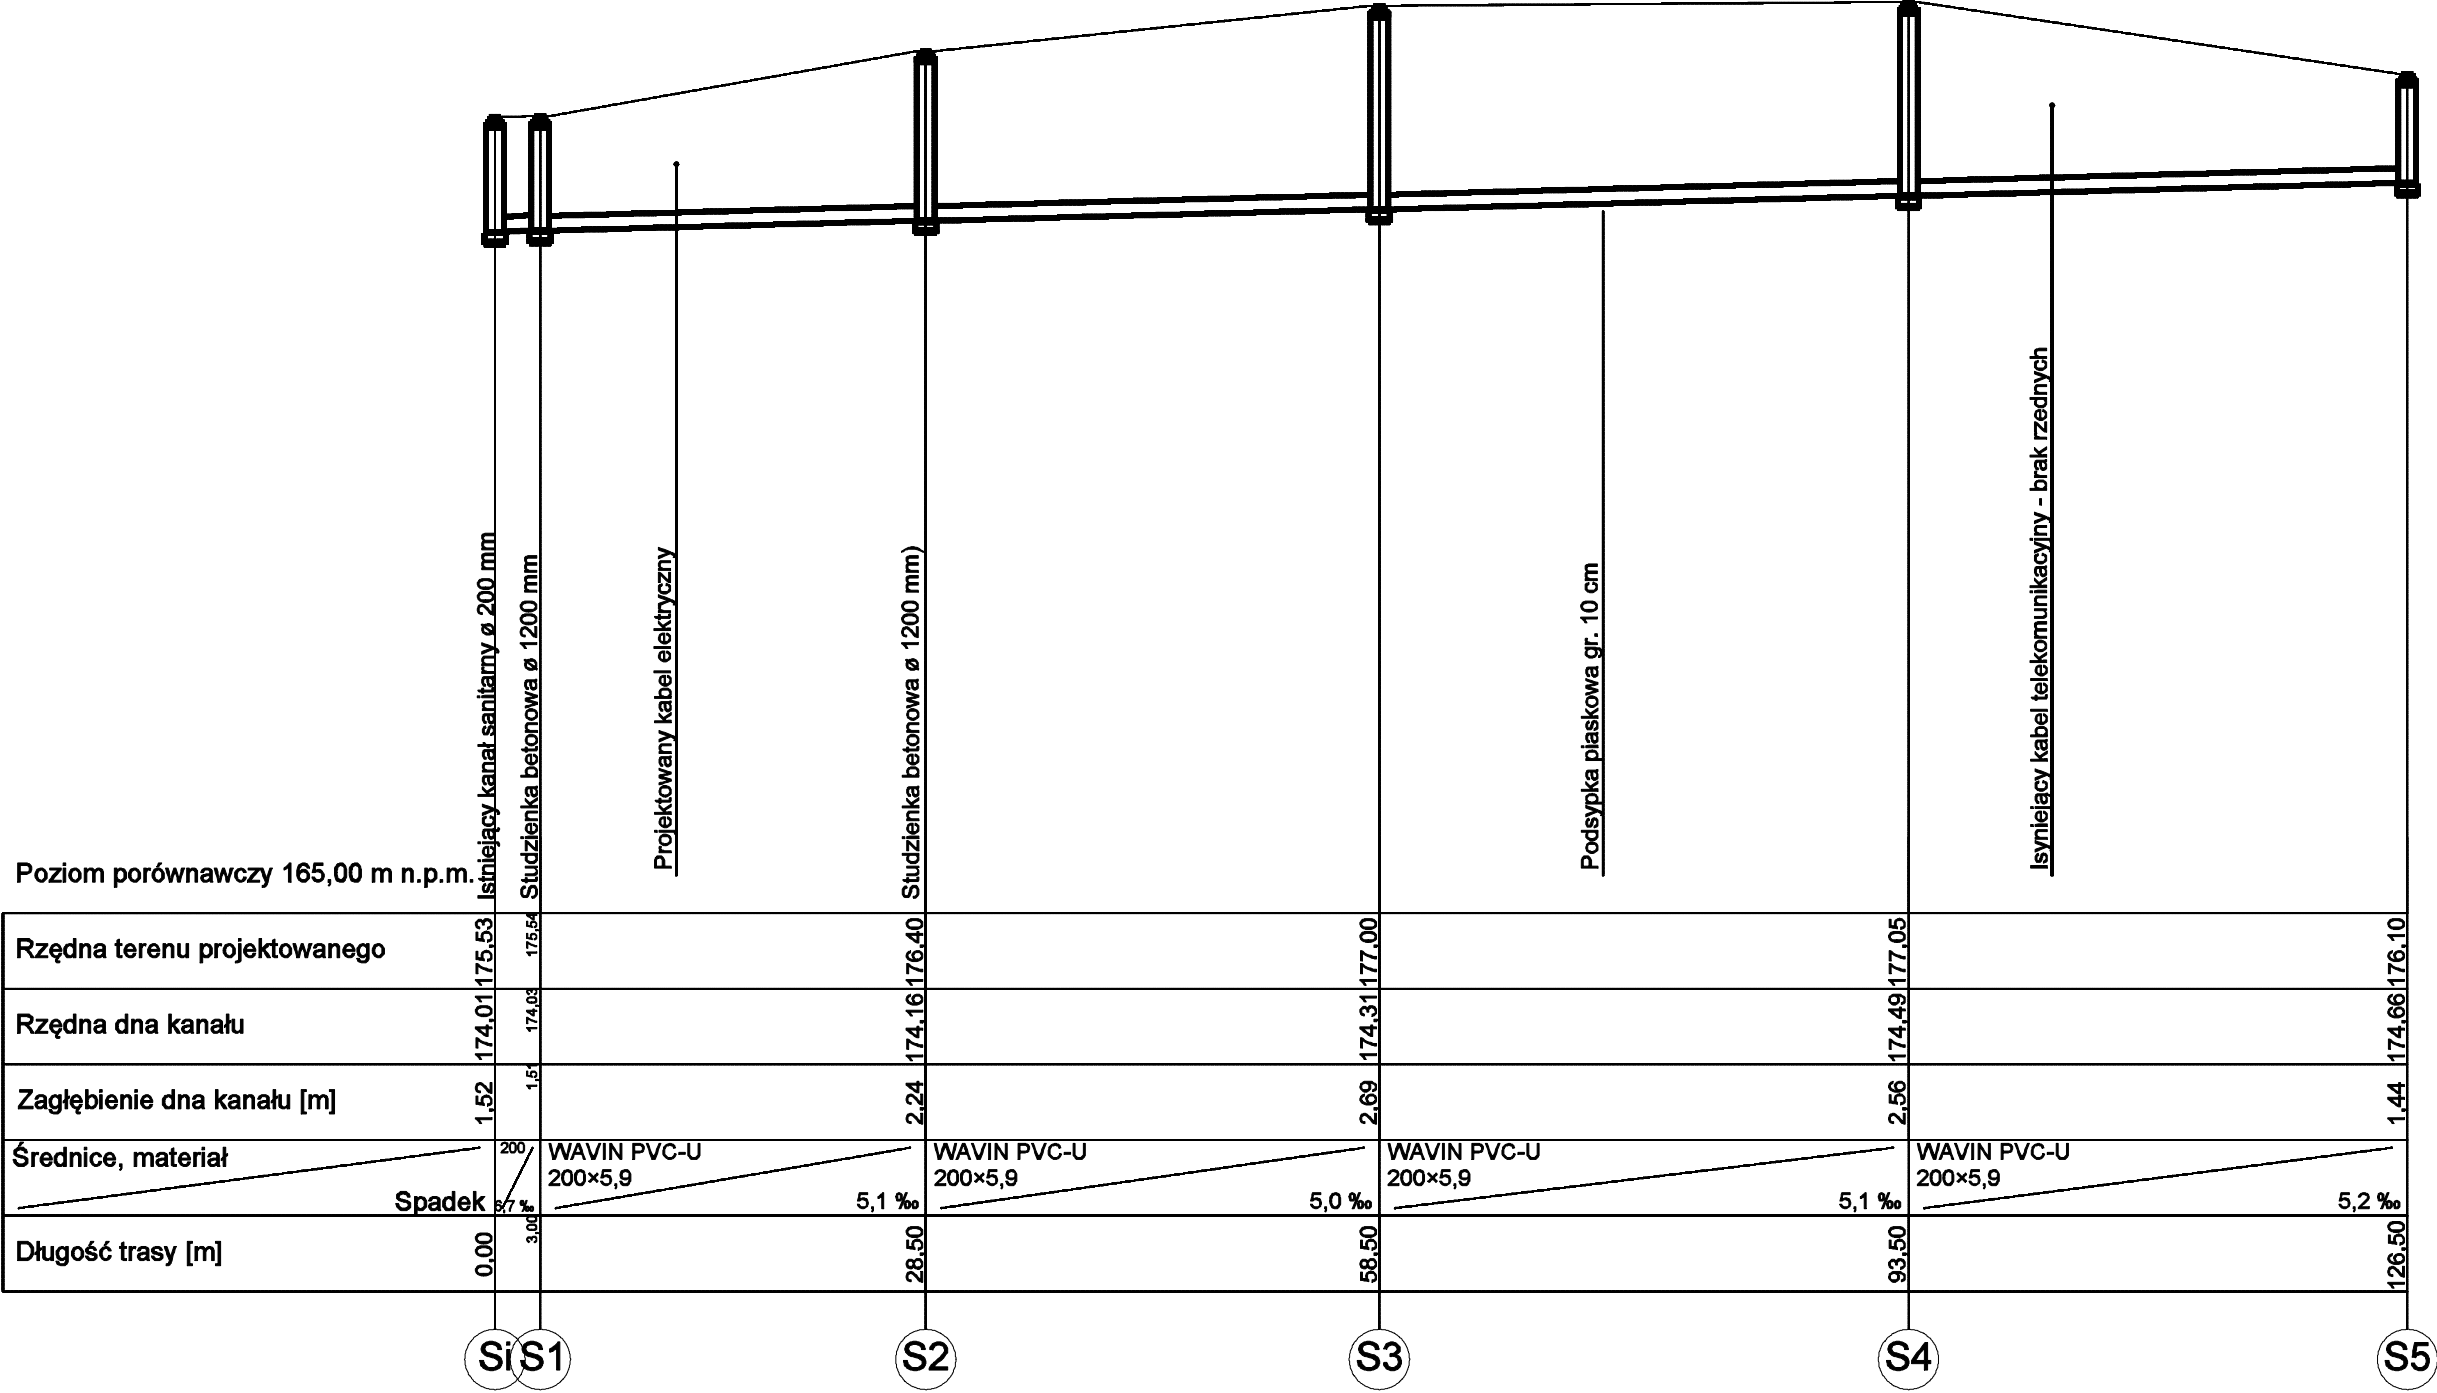 Istniejący kanał sanitarny ø 200 mm
Studzienka betonowa ø 1200 mm
Projektowany kabel elektryczny
Studzienka betonowa ø 1200 mm)
Podsypka piaskowa gr. 10 cm
Isyniejący kabel telekomunikacyjny - brak rzednych
Poziom porównawczy 165,00 m n.p.m.
Rzędna terenu projektowanego 175,53 175,54 176,40 177,00 177,05 176,10
Rzędna dna kanału 174,01 174,03 174,16 174,31 174,49 174,66
Zagłębienie dna kanału [m] 1,52 1,51 2,24 2,69 2,56 1,44
Średnice, materiał 200 WAVIN PVC-U WAVIN PVC-U WAVIN PVC-U WAVIN PVC-U
200×5,9 200×5,9 200×5,9 200×5,9
Spadek 6,7 ‰ 5,1 ‰ 5,0 ‰ 5,1 ‰ 5,2 ‰
Długość trasy [m] 0,00 3,00 28,50 58,50 93,50 126,50
Si S1 S2 S3 S4 S5